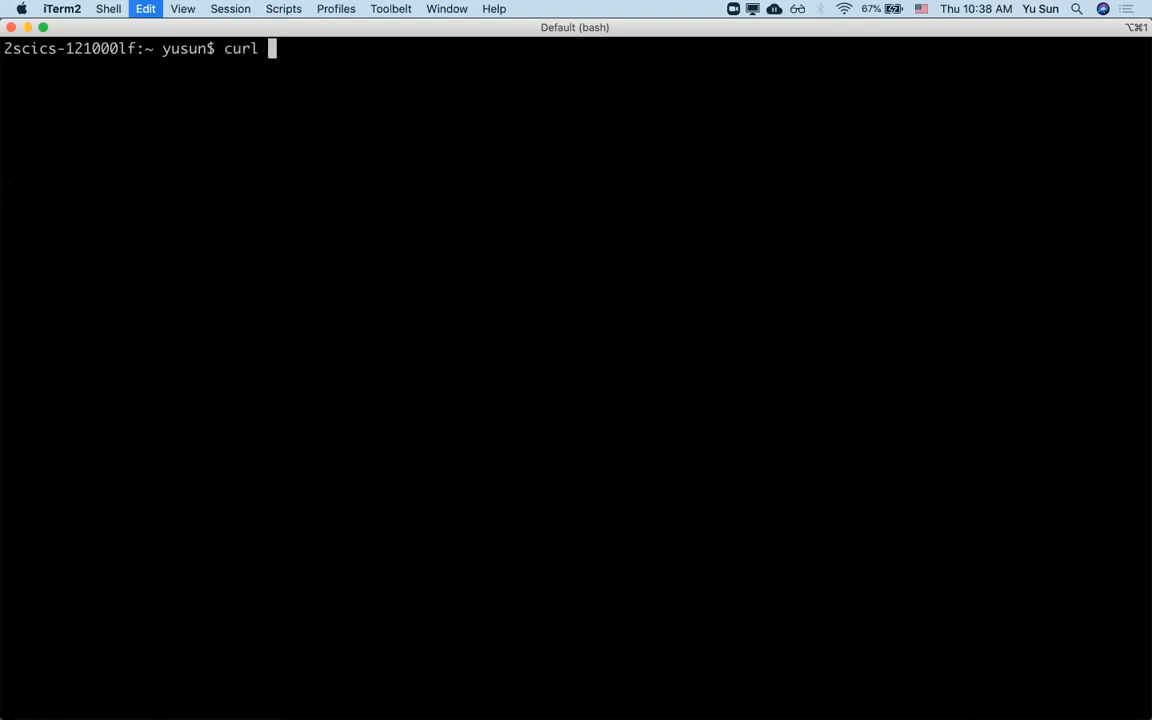 iTerm2 Shell Edit View Session Scripts Profiles Toolbelt Window Help 67% Thu 10:38 AM Yu Sun
Default (bash) ⌥⌘1
2scics-121000lf:~ yusun$ curl